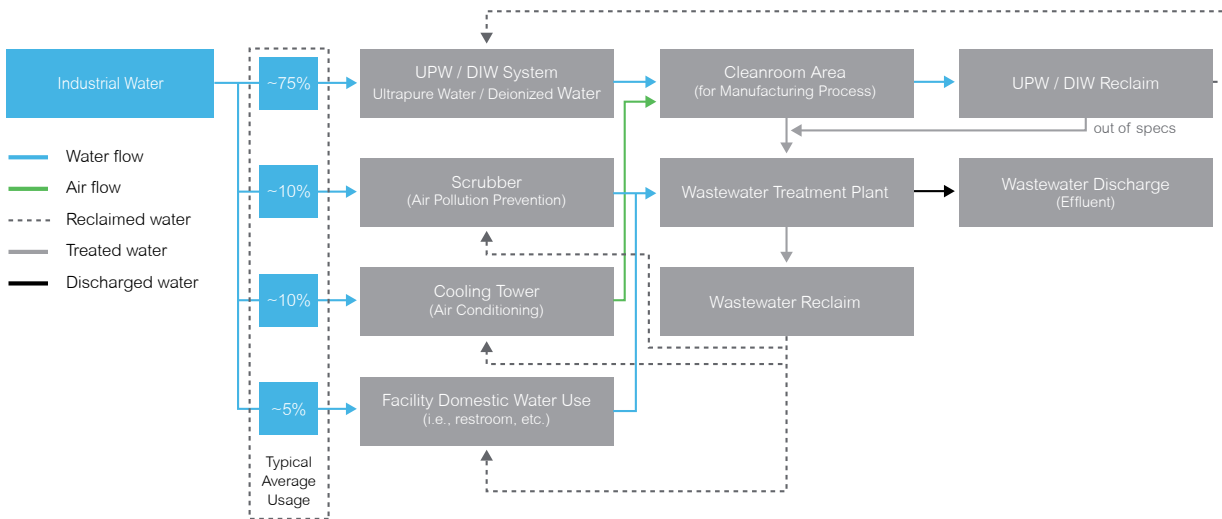 Industrial Water
~75%
UPW / DIW System
Ultrapure Water / Deionized Water
Cleanroom Area
(for Manufacturing Process)
UPW / DIW Reclaim
out of specs
Water flow
Air flow
Reclaimed water
Treated water
Discharged water
~10%
Scrubber
(Air Pollution Prevention)
Wastewater Treatment Plant
Wastewater Discharge
(Effluent)
~10%
Cooling Tower
(Air Conditioning)
Wastewater Reclaim
~5%
Facility Domestic Water Use
(i.e., restroom, etc.)
Typical
Average
Usage